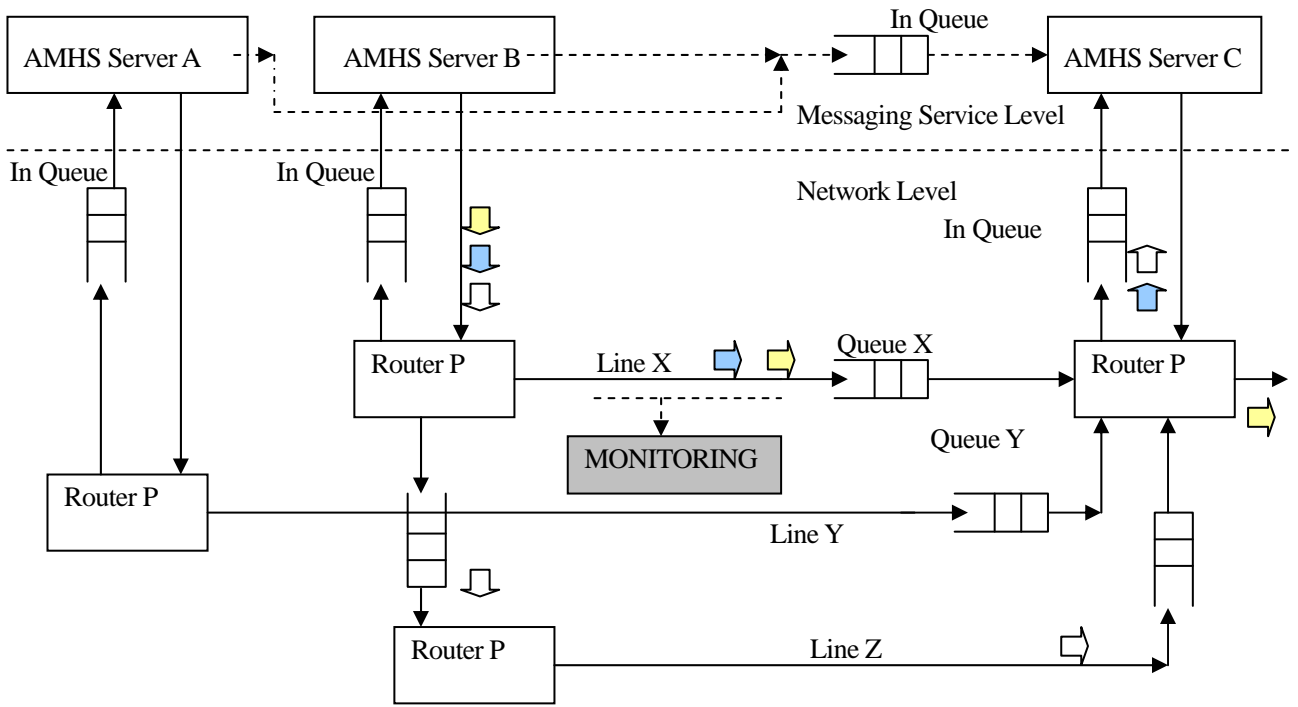 In Queue
AMHS Server A
AMHS Server B
AMHS Server C
Messaging Service Level
In Queue
In Queue
Network Level
In Queue
Router P
Line X
Queue X
Router P
MONITORING
Queue Y
Router P
Line Y
Router P
Line Z